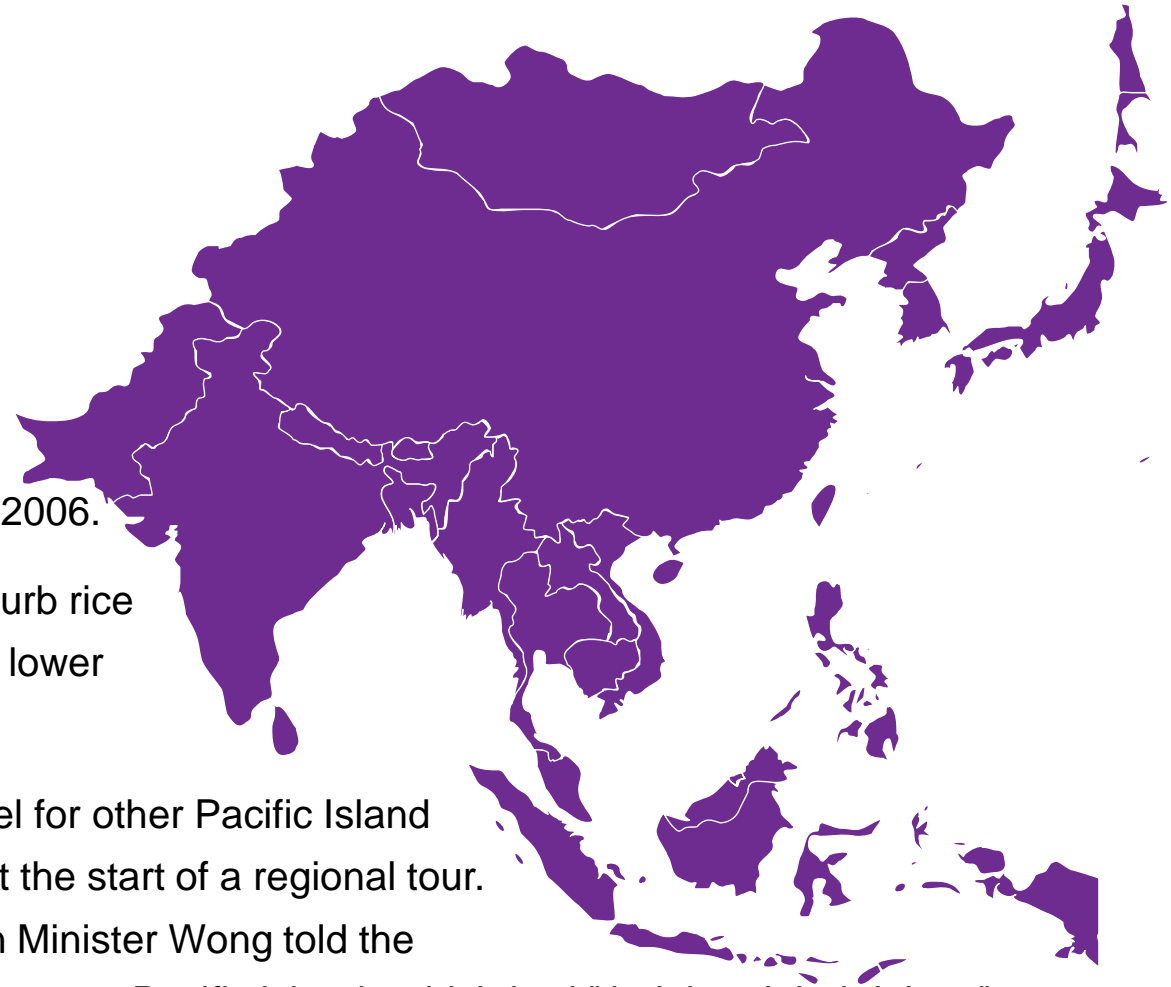 2006.
urb rice
lower
el for other Pacific Island
t the start of a regional tour.
n Minister Wong told the